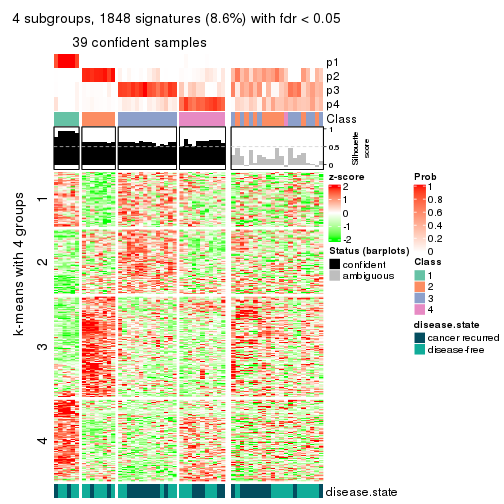 4 subgroups, 1848 signatures (8.6%) with fdr < 0.05
39 confident samples
p1
p2
p3
p4
Class
1
0.5
0
Silhouette
score
k-means with 4 groups
1
2
3
4
disease.state
z-score
2
1
0
-1
-2
Status (barplots)
confident
ambiguous
Prob
1
0.8
0.6
0.4
0.2
0
Class
1
2
3
4
disease.state
cancer recurred
disease-free